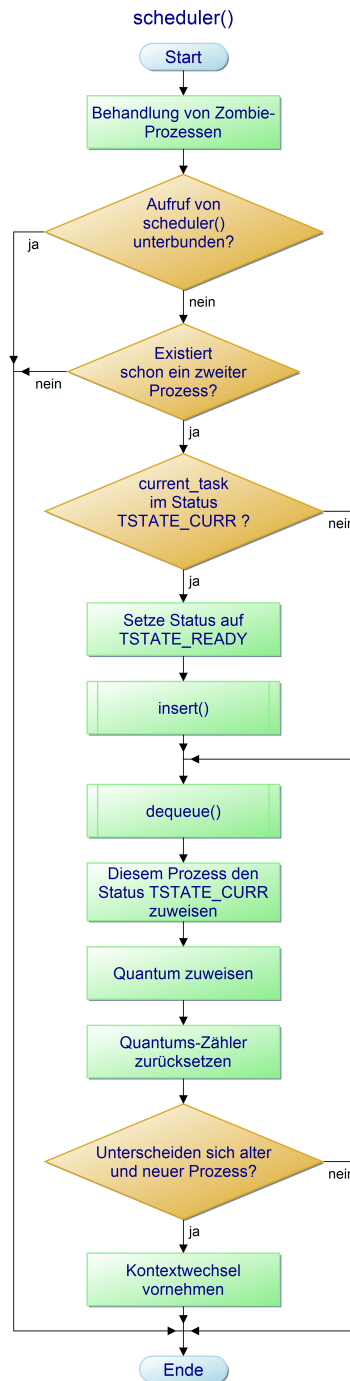 scheduler()
Start
Behandlung von Zombie-
Prozessen
Aufruf von
scheduler()
unterbunden?
ja
nein
Existiert
schon ein zweiter
Prozess?
nein
ja
current_task
im Status
TSTATE_CURR ?
nein
ja
Setze Status auf
TSTATE_READY
insert()
dequeue()
Diesem Prozess den
Status TSTATE_CURR
zuweisen
Quantum zuweisen
Quantums-Zähler
zurücksetzen
Unterscheiden sich alter
und neuer Prozess?
nein
ja
Kontextwechsel
vornehmen
Ende